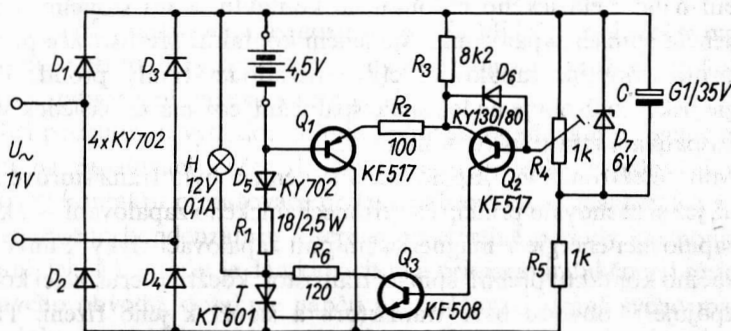 D1
D3
4,5V
R3
8k2
D6
C
G1/35V
Q1
R2
100
KY130/80
4xKY702
U~
11V
H
12V
0,1A
D5
KY702
KF517
Q2
KF517
R4
1k
D7
6V
R1
18/2,5W
D2
D4
R6
120
Q3
KT501
KF508
R5
1k